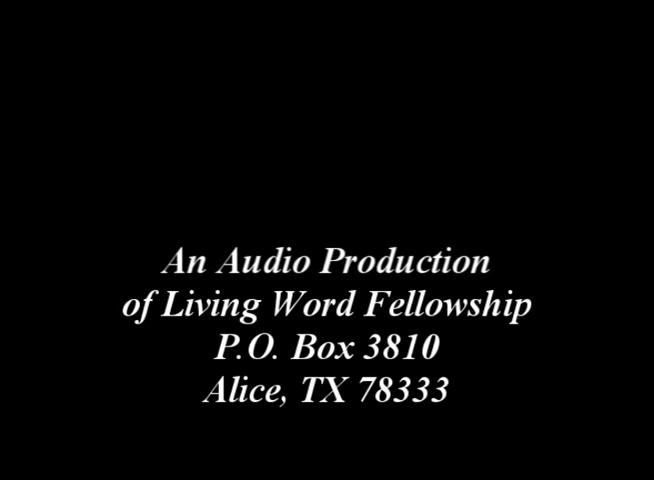 An Audio Production
of Living Word Fellowship
P.O. Box 3810
Alice, TX 78333